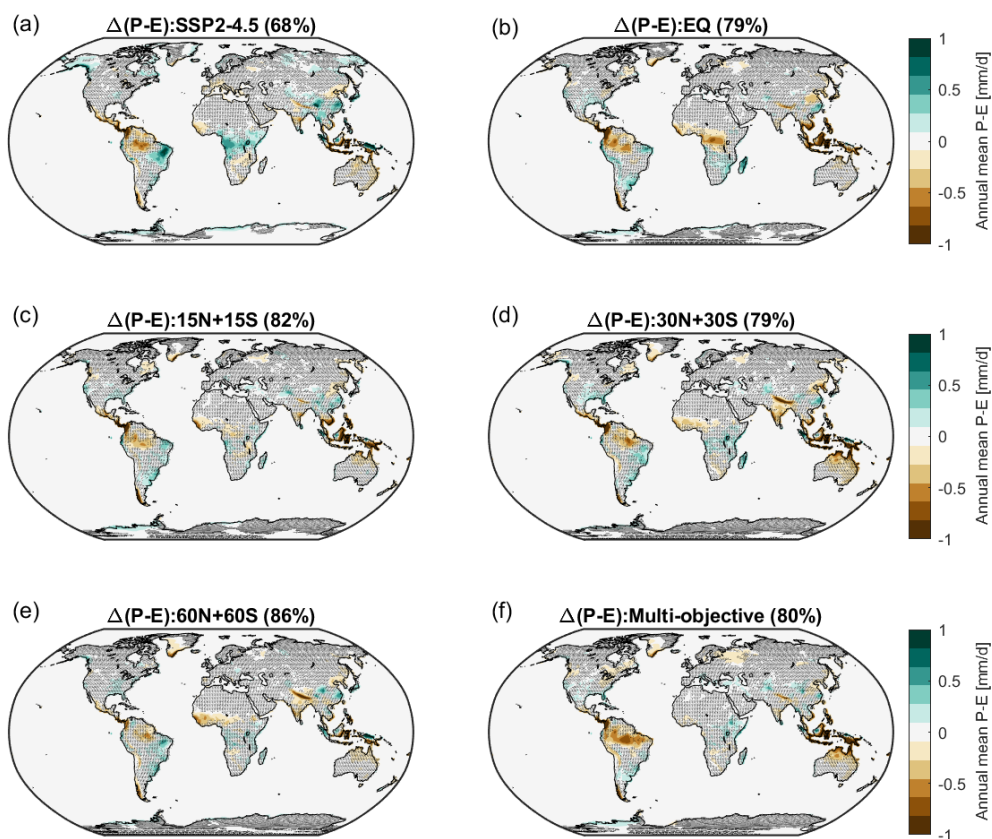 (a)
△(P-E):SSP2-4.5 (68%)
(b)
△(P-E):EQ (79%)
1
0.5
0
-0.5
-1
Annual mean P-E [mm/d]
(c)
△(P-E):15N+15S (82%)
(d)
△(P-E):30N+30S (79%)
1
0.5
0
-0.5
-1
Annual mean P-E [mm/d]
(e)
△(P-E):60N+60S (86%)
(f)
△(P-E):Multi-objective (80%)
1
0.5
0
-0.5
-1
Annual mean P-E [mm/d]